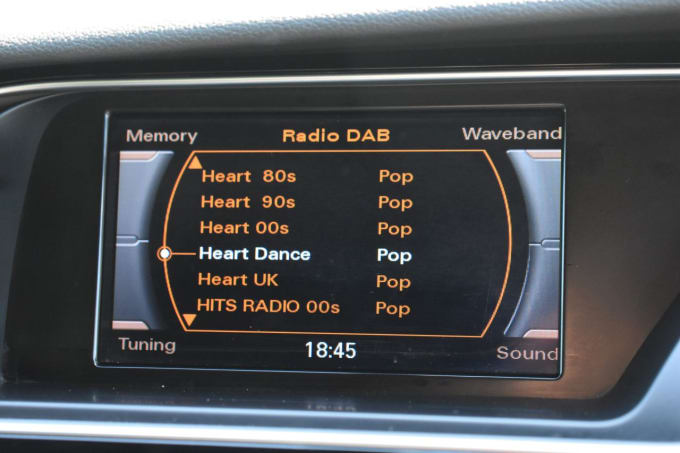 Memory Radio DAB Waveband
Heart 80s Pop
Heart 90s Pop
Heart 00s Pop
Heart Dance Pop
Heart UK Pop
HITS RADIO 00s Pop
Tuning 18:45 Sound